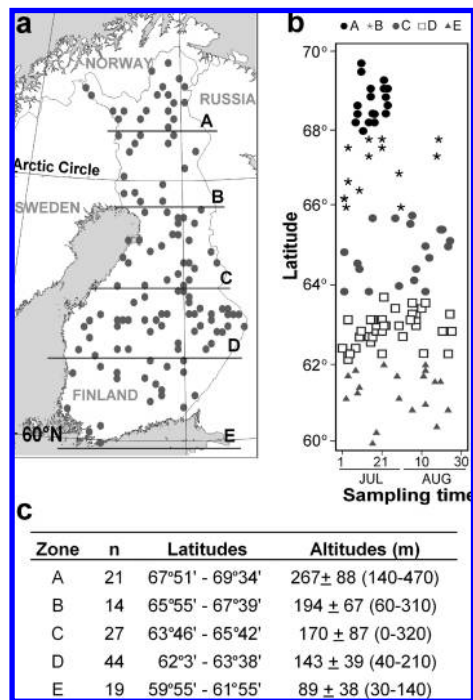 a
NORWAY
RUSSIA
A
Arctic Circle
B
SWEDEN
C
D
FINLAND
60°N
E
b
A B C D E
70°
68°
66°
64°
62°
60°
Latitude
1 21 10 30
JUL AUG
Sampling time
c
Zone n Latitudes Altitudes (m)
A 21 67°51' - 69°34' 267± 88 (140-470)
B 14 65°55' - 67°39' 194 ± 67 (60-310)
C 27 63°46' - 65°42' 170 ± 87 (0-320)
D 44 62°3' - 63°38' 143 ± 39 (40-210)
E 19 59°55' - 61°55' 89 ± 38 (30-140)